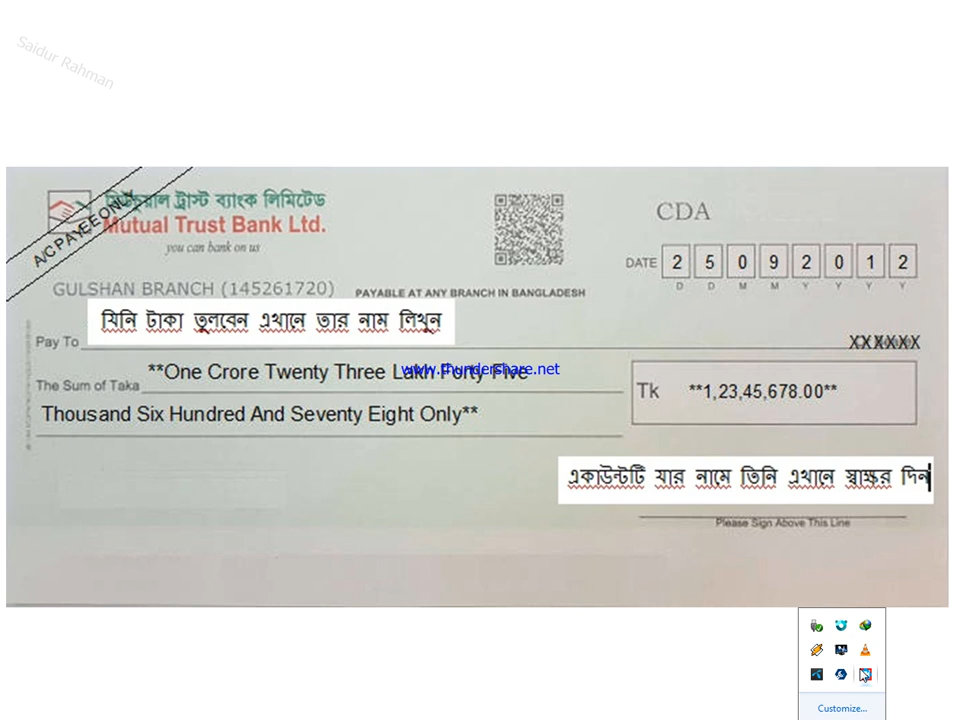 Saidur Rahman
A/C PAYEE ONLY
মিউচুয়াল ট্রাস্ট ব্যাংক লিমিটেড
Mutual Trust Bank Ltd.
you can bank on us
CDA
DATE 2 5 0 9 2 0 1 2
D D M M Y Y Y Y
GULSHAN BRANCH (145261720) PAYABLE AT ANY BRANCH IN BANGLADESH
যিনি টাকা তুলবেন এখানে তার নাম লিখুন
Pay To XXXXXX
**One Crore Twenty Three Lakh Forty Five
www.thundershare.net
The Sum of Taka
Tk **1,23,45,678.00**
Thousand Six Hundred And Seventy Eight Only**
একাউন্টটি যার নামে তিনি এখানে স্বাক্ষর দিন
Please Sign Above This Line
Customize...